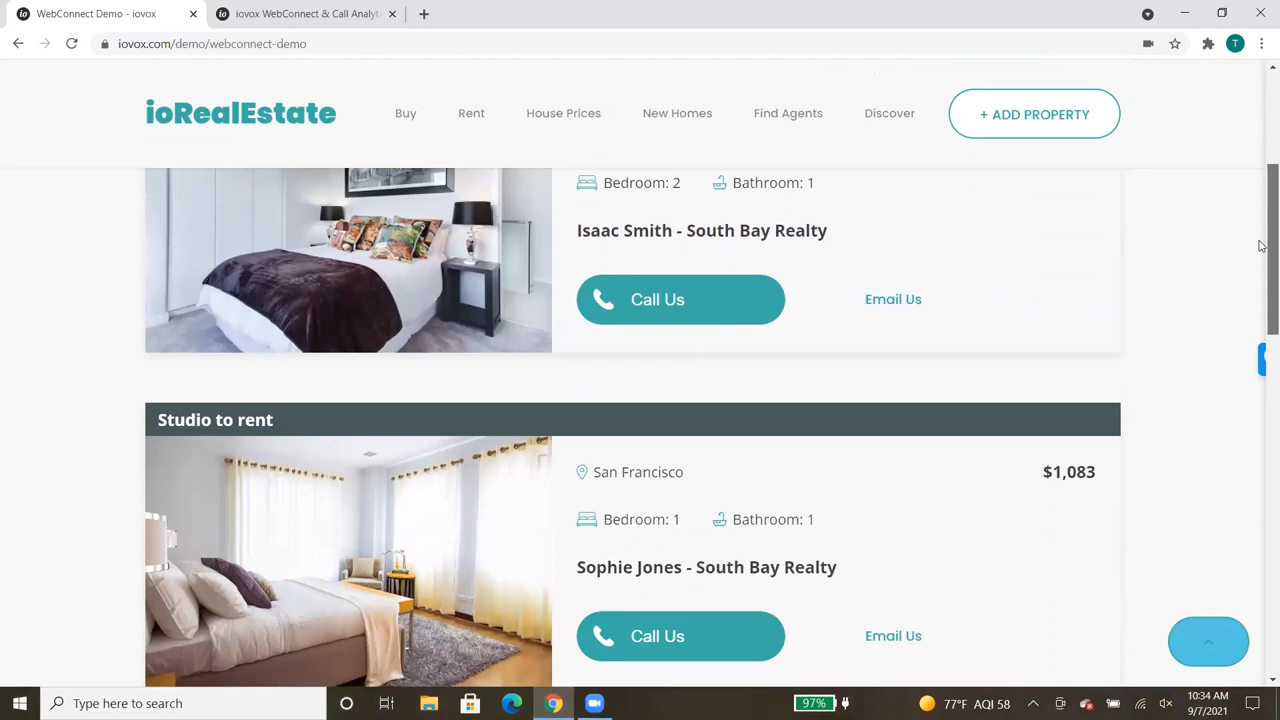 WebConnect Demo - iovox
iovox WebConnect & Call Analyt
iovox.com/demo/webconnect-demo
T
ioRealEstate
Buy
Rent
House Prices
New Homes
Find Agents
Discover
+ ADD PROPERTY
Bedroom: 2
Bathroom: 1
Isaac Smith - South Bay Realty
Call Us
Email Us
Studio to rent
San Francisco
$1,083
Bedroom: 1
Bathroom: 1
Sophie Jones - South Bay Realty
Call Us
Email Us
Type here to search
97%
77°F AQI 58
10:34 AM
9/7/2021